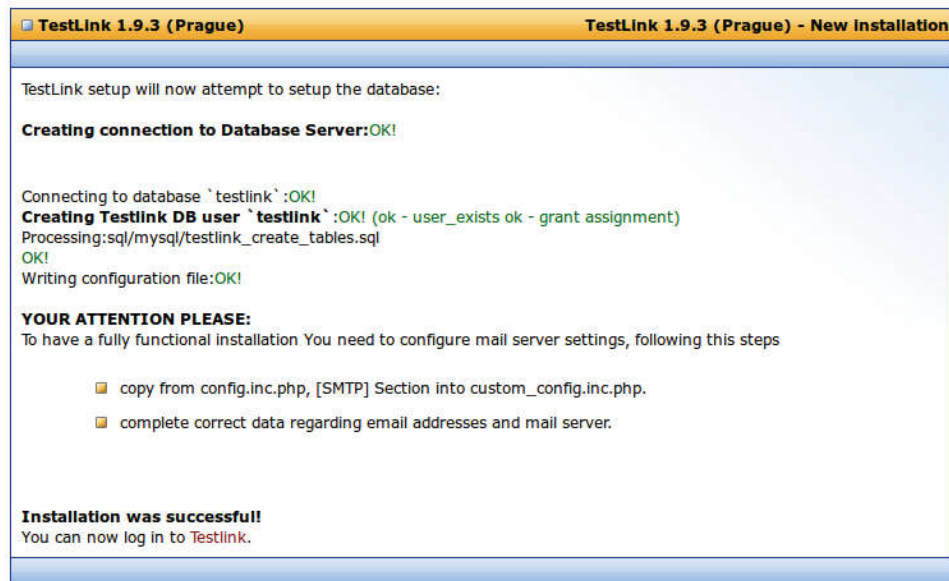 TestLink 1.9.3 (Prague) TestLink 1.9.3 (Prague) - New installation
TestLink setup will now attempt to setup the database:
Creating connection to Database Server:OK!
Connecting to database `testlink`:OK!
Creating Testlink DB user `testlink`:OK! (ok - user_exists ok - grant assignment)
Processing:sql/mysql/testlink_create_tables.sql
OK!
Writing configuration file:OK!
YOUR ATTENTION PLEASE:
To have a fully functional installation You need to configure mail server settings, following this steps
copy from config.inc.php, [SMTP] Section into custom_config.inc.php.
complete correct data regarding email addresses and mail server.
Installation was successful!
You can now log in to Testlink.